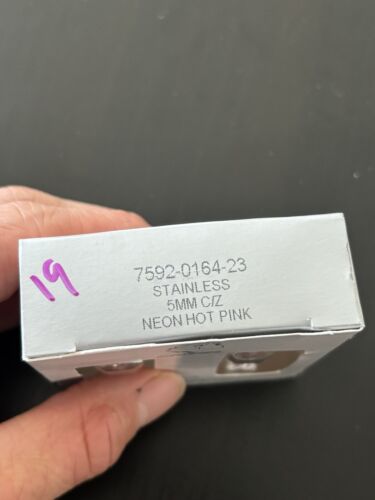 19
7592-0164-23
STAINLESS
5MM C/Z
NEON HOT PINK